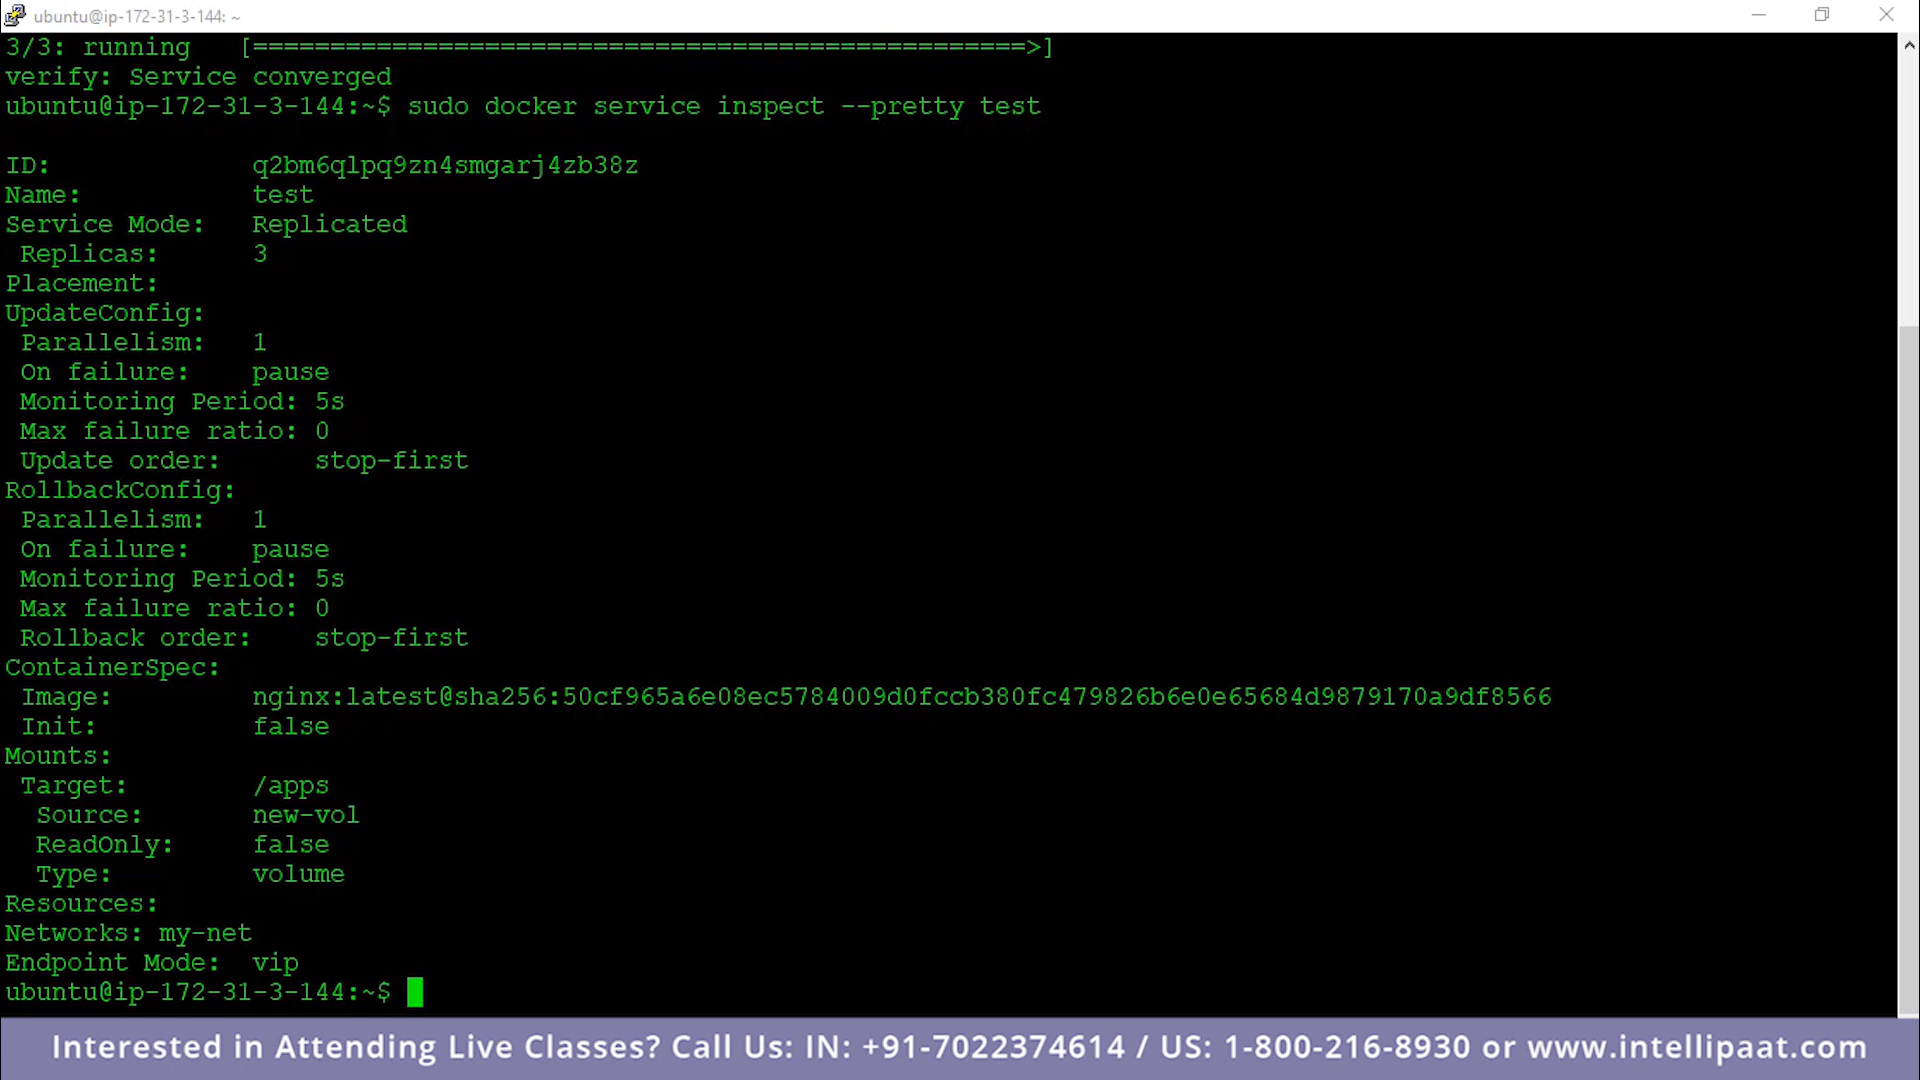 ubuntu@ip-172-31-3-144: ~
3/3: running [==================================================>]
verify: Service converged
ubuntu@ip-172-31-3-144:~$ sudo docker service inspect --pretty test
ID: q2bm6qlpq9zn4smgarj4zb38z
Name: test
Service Mode: Replicated
Replicas: 3
Placement:
UpdateConfig:
Parallelism: 1
On failure: pause
Monitoring Period: 5s
Max failure ratio: 0
Update order: stop-first
RollbackConfig:
Parallelism: 1
On failure: pause
Monitoring Period: 5s
Max failure ratio: 0
Rollback order: stop-first
ContainerSpec:
Image: nginx:latest@sha256:50cf965a6e08ec5784009d0fccb380fc479826b6e0e65684d9879170a9df8566
Init: false
Mounts:
Target: /apps
Source: new-vol
ReadOnly: false
Type: volume
Resources:
Networks: my-net
Endpoint Mode: vip
ubuntu@ip-172-31-3-144:~$
Interested in Attending Live Classes? Call Us: IN: +91-7022374614 / US: 1-800-216-8930 or www.intellipaat.com